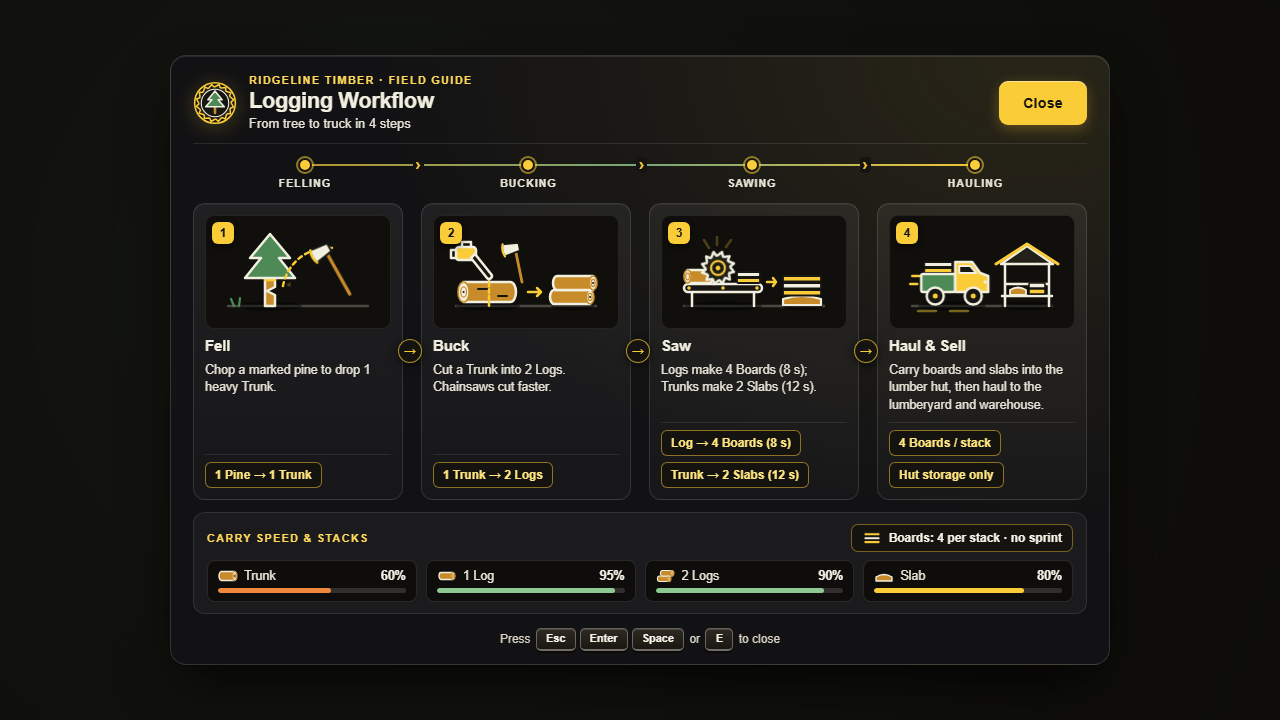 RIDGELINE TIMBER · FIELD GUIDE
Logging Workflow
From tree to truck in 4 steps
Close
FELLING
BUCKING
SAWING
HAULING
1
Fell
Chop a marked pine to drop 1
heavy Trunk.
1 Pine → 1 Trunk
2
Buck
Cut a Trunk into 2 Logs.
Chainsaws cut faster.
1 Trunk → 2 Logs
3
Saw
Logs make 4 Boards (8 s);
Trunks make 2 Slabs (12 s).
Log → 4 Boards (8 s)
Trunk → 2 Slabs (12 s)
4
Haul & Sell
Carry boards and slabs into the
lumber hut, then haul to the
lumberyard and warehouse.
4 Boards / stack
Hut storage only
CARRY SPEED & STACKS
Boards: 4 per stack · no sprint
Trunk 60%
1 Log 95%
2 Logs 90%
Slab 80%
Press Esc Enter Space or E to close